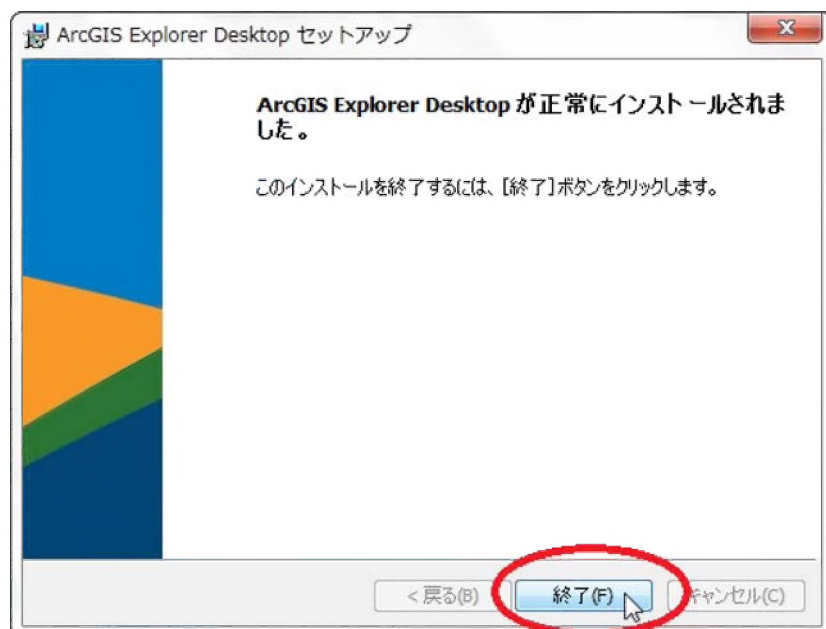 ArcGIS Explorer Desktop セットアップ
ArcGIS Explorer Desktop が正常にインストールされま
した。
このインストールを終了するには、[終了]ボタンをクリックします。
< 戻る(B)
終了(F)
キャンセル(C)